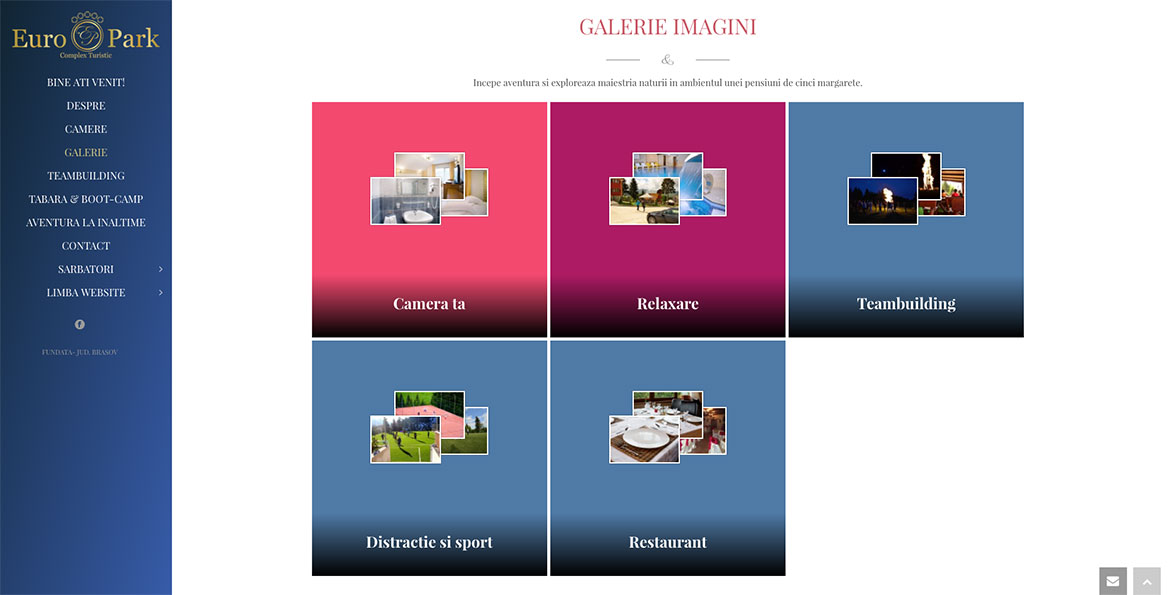 Euro EP Park
Complex Turistic
BINE ATI VENIT!
DESPRE
CAMERE
GALERIE
TEAMBUILDING
TABARA & BOOT-CAMP
AVENTURA LA INALTIME
CONTACT
SARBATORI
LIMBA WEBSITE
FUNDATA- JUD. BRASOV
GALERIE IMAGINI
&
Incepe aventura si exploreaza maiestria naturii in ambientul unei pensiuni de cinci margarete.
Camera ta
Relaxare
Teambuilding
Distractie si sport
Restaurant